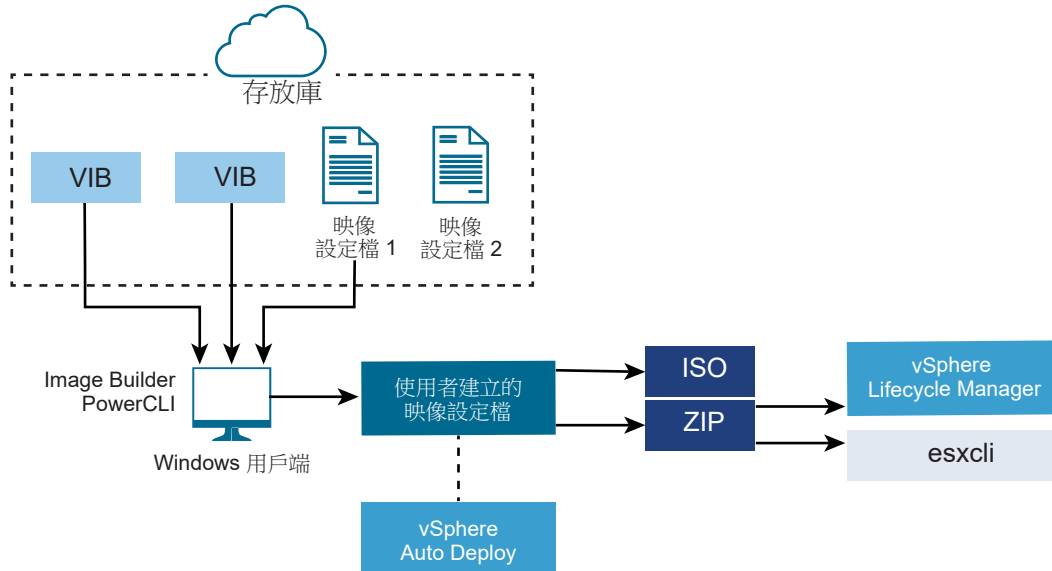 存放庫
VIB
VIB
映像
設定檔 1
映像
設定檔 2
Image Builder
PowerCLI
Windows 用戶端
使用者建立的
映像設定檔
ISO
ZIP
vSphere
Lifecycle Manager
esxcli
vSphere
Auto Deploy